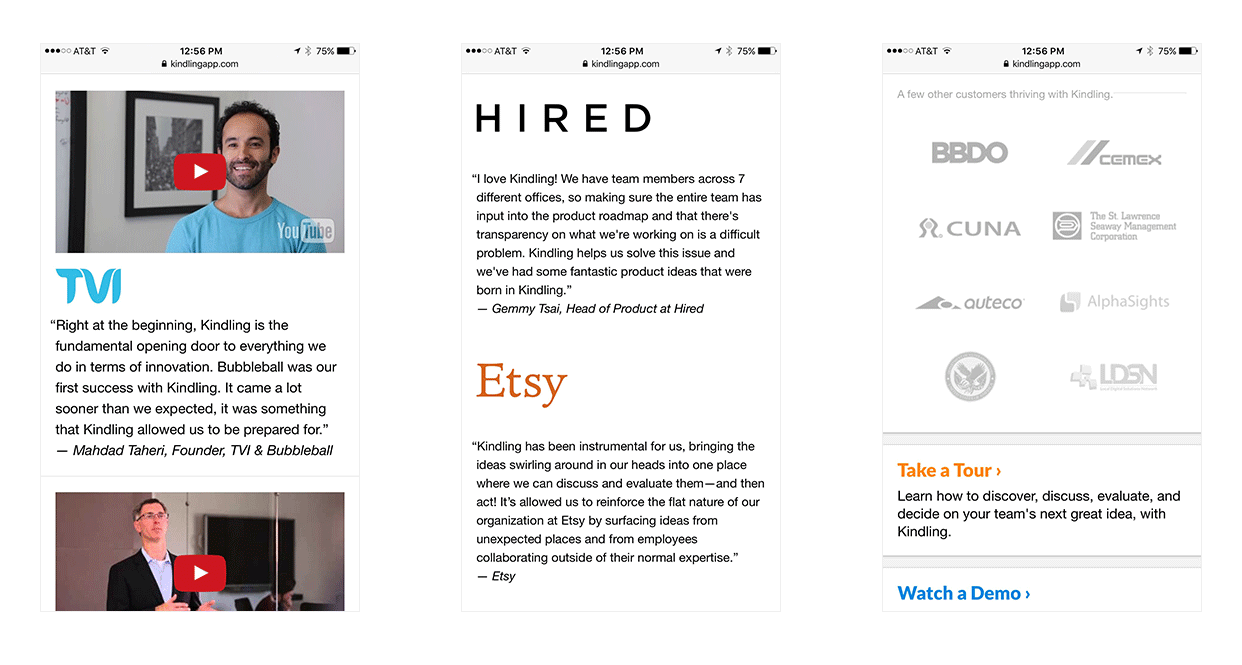 AT&T 12:56 PM 75%
kindlingapp.com
YouTube
TVI
“Right at the beginning, Kindling is the
fundamental opening door to everything we
do in terms of innovation. Bubbleball was our
first success with Kindling. It came a lot
sooner than we expected, it was something
that Kindling allowed us to be prepared for.”
— Mahdad Taheri, Founder, TVI & Bubbleball
AT&T 12:56 PM 75%
kindlingapp.com
HIRED
“I love Kindling! We have team members across 7
different offices, so making sure the entire team has
input into the product roadmap and that there's
transparency on what we're working on is a difficult
problem. Kindling helps us solve this issue and
we've had some fantastic product ideas that were
born in Kindling.”
— Gemmy Tsai, Head of Product at Hired
Etsy
“Kindling has been instrumental for us, bringing the
ideas swirling around in our heads into one place
where we can discuss and evaluate them—and then
act! It’s allowed us to reinforce the flat nature of our
organization at Etsy by surfacing ideas from
unexpected places and from employees
collaborating outside of their normal expertise.”
— Etsy
AT&T 12:56 PM 75%
kindlingapp.com
A few other customers thriving with Kindling.
BBDO
CEMEX
CUNA
The St. Lawrence
Seaway Management
Corporation
auteco
AlphaSights
LDSN
Take a Tour ›
Learn how to discover, discuss, evaluate, and
decide on your team's next great idea, with
Kindling.
Watch a Demo ›